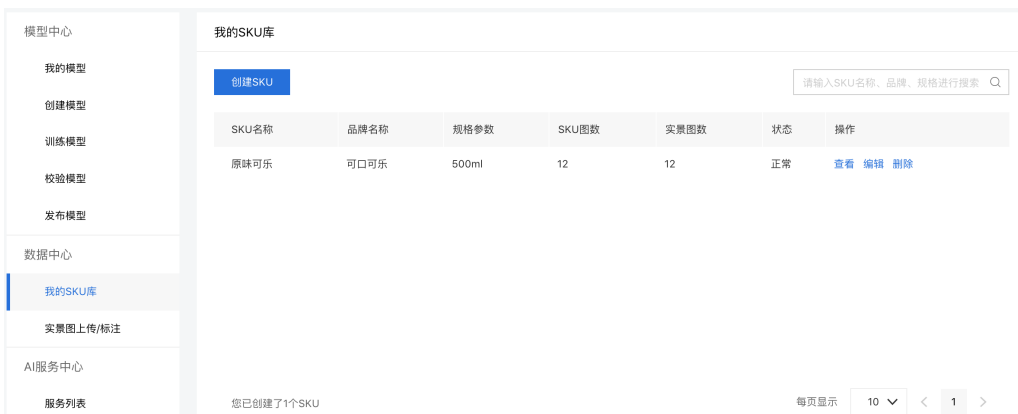 模型中心
我的模型
创建模型
训练模型
校验模型
发布模型
数据中心
我的SKU库
实景图上传/标注
AI服务中心
服务列表
我的SKU库
创建SKU
请输入SKU名称、品牌、规格进行搜索
SKU名称 品牌名称 规格参数 SKU图数 实景图数 状态 操作
原味可乐 可口可乐 500ml 12 12 正常 查看 编辑 删除
您已创建了1个SKU
每页显示 10 < 1 >